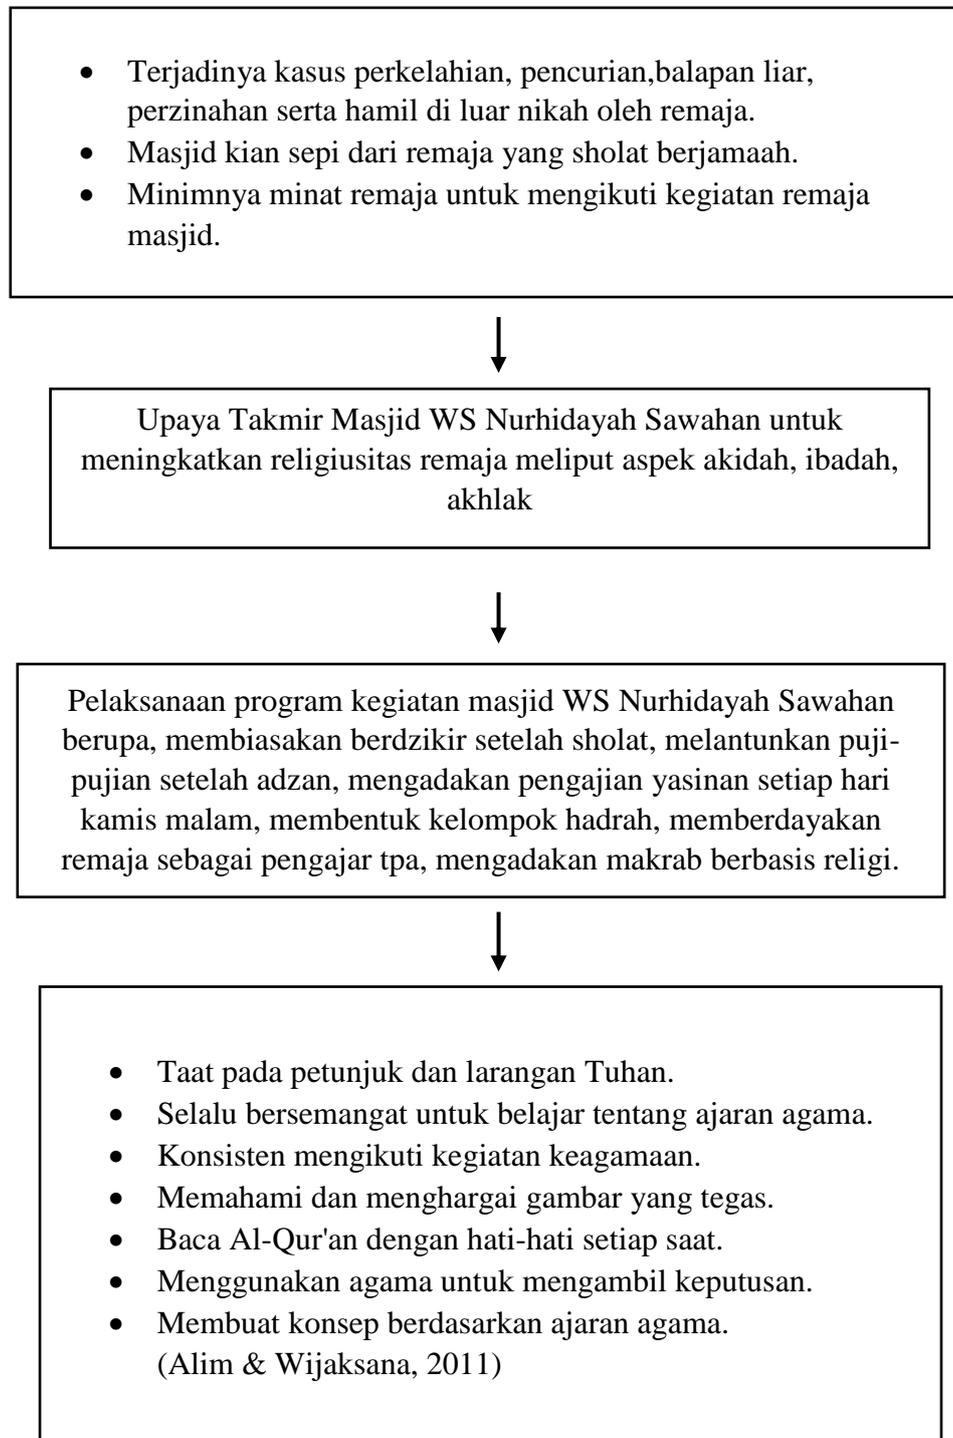 • Terjadinya kasus perkelahian, pencurian,balapan liar,
perzinahan serta hamil di luar nikah oleh remaja.
• Masjid kian sepi dari remaja yang sholat berjamaah.
• Minimnya minat remaja untuk mengikuti kegiatan remaja
masjid.
Upaya Takmir Masjid WS Nurhidayah Sawahan untuk
meningkatkan religiusitas remaja meliput aspek akidah, ibadah,
akhlak
Pelaksanaan program kegiatan masjid WS Nurhidayah Sawahan
berupa, membiasakan berdzikir setelah sholat, melantunkan puji-
pujian setelah adzan, mengadakan pengajian yasinan setiap hari
kamis malam, membentuk kelompok hadrah, memberdayakan
remaja sebagai pengajar tpa, mengadakan makrab berbasis religi.
• Taat pada petunjuk dan larangan Tuhan.
• Selalu bersemangat untuk belajar tentang ajaran agama.
• Konsisten mengikuti kegiatan keagamaan.
• Memahami dan menghargai gambar yang tegas.
• Baca Al-Qur'an dengan hati-hati setiap saat.
• Menggunakan agama untuk mengambil keputusan.
• Membuat konsep berdasarkan ajaran agama.
(Alim & Wijaksana, 2011)